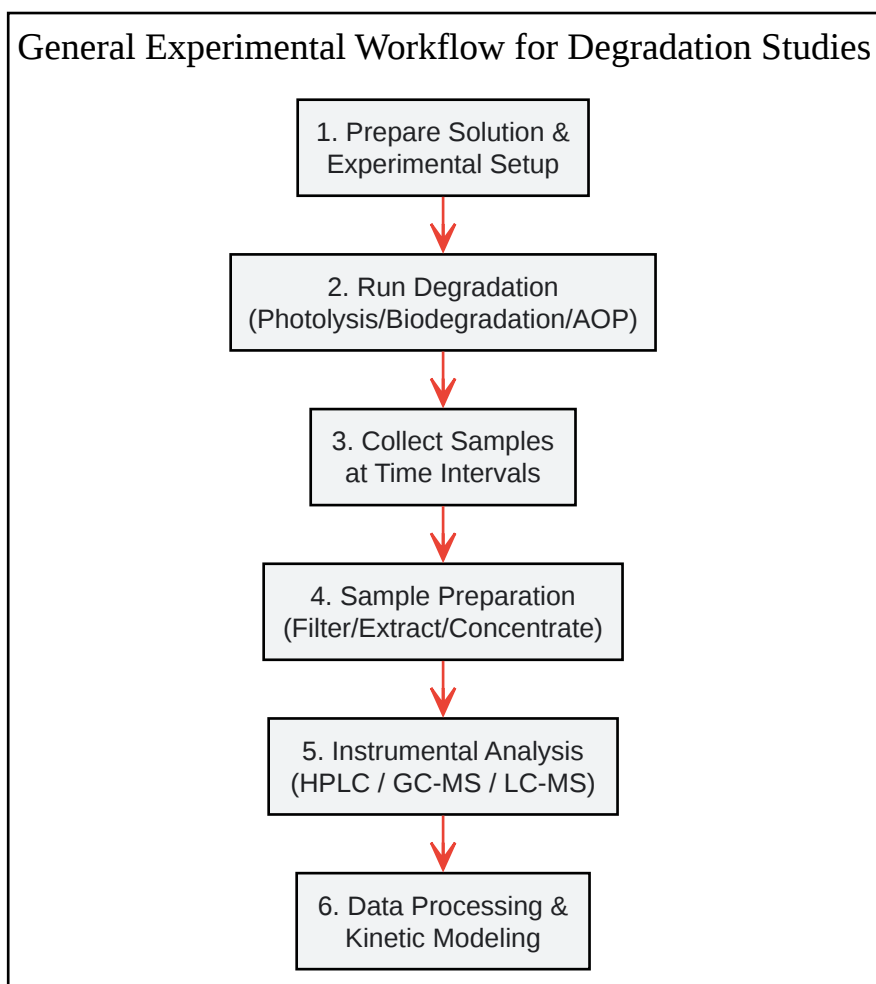 General Experimental Workflow for Degradation Studies
1. Prepare Solution &
Experimental Setup
2. Run Degradation
(Photolysis/Biodegradation/AOP)
3. Collect Samples
at Time Intervals
4. Sample Preparation
(Filter/Extract/Concentrate)
5. Instrumental Analysis
(HPLC / GC-MS / LC-MS)
6. Data Processing &
Kinetic Modeling